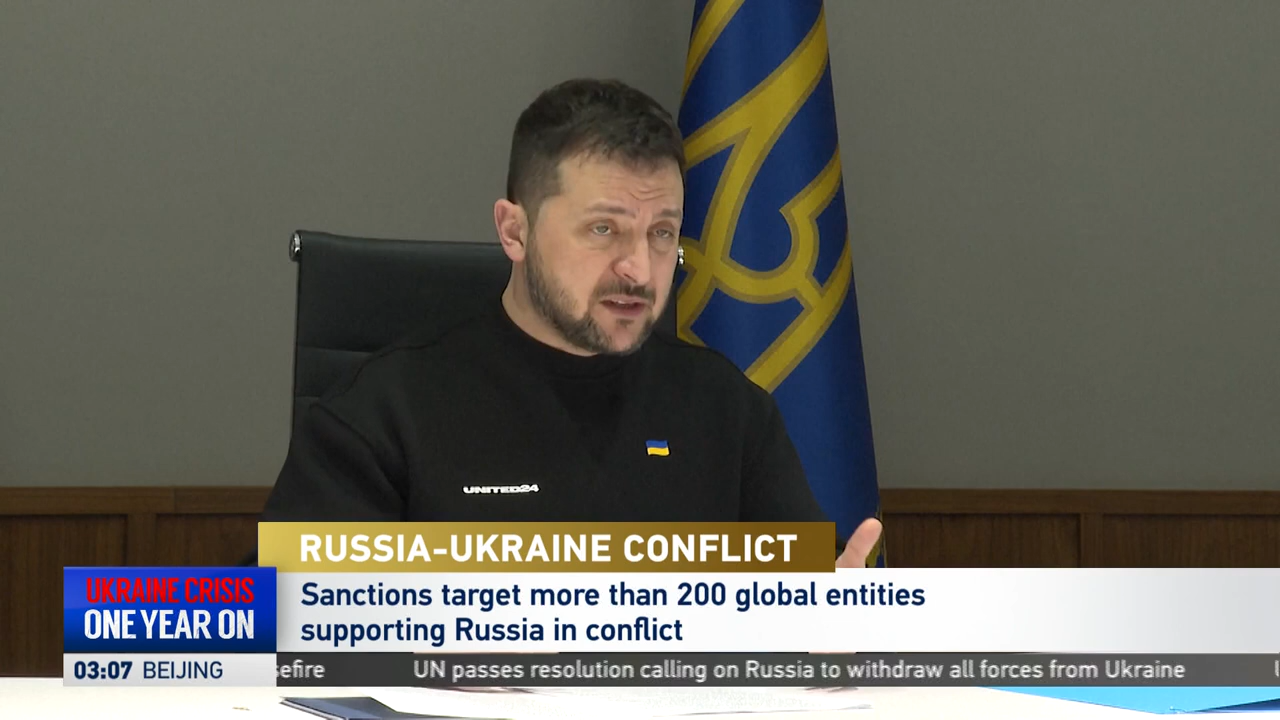 UNITED24
RUSSIA-UKRAINE CONFLICT
UKRAINE CRISIS
ONE YEAR ON
Sanctions target more than 200 global entities
supporting Russia in conflict
03:07 BEIJING
UN passes resolution calling on Russia to withdraw all forces from Ukraine